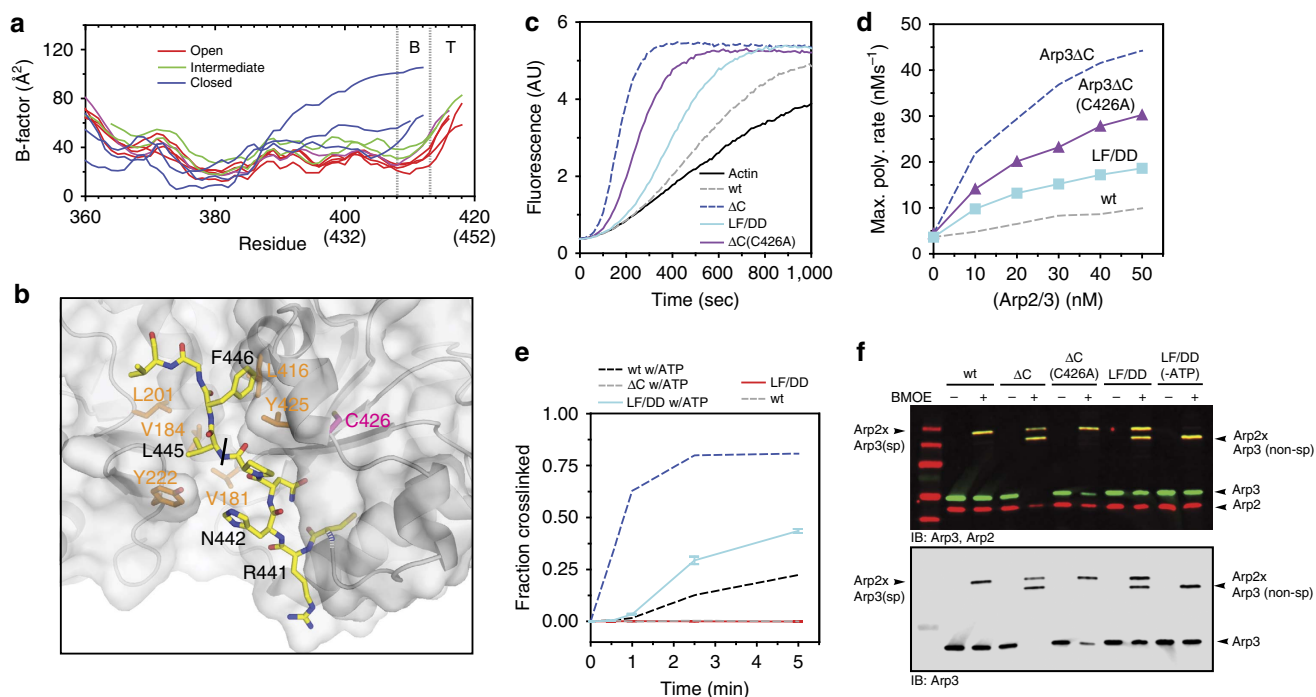 a
B-factor (Å²)
120
80
40
0
Open
Intermediate
Closed
B
T
360
380
400
420
Residue
(432)
(452)
b
F446
L416
L201
Y425
C426
V184
L445
Y222
V181
N442
R441
c
Fluorescence (AU)
6
4
2
0
Actin
wt
ΔC
LF/DD
ΔC(C426A)
0
200
400
600
800
1,000
Time (sec)
d
Max. poly. rate (nMs⁻¹)
50
40
30
20
10
0
Arp3ΔC
Arp3ΔC
(C426A)
LF/DD
wt
0
10
20
30
40
50
(Arp2/3) (nM)
e
wt w/ATP
ΔC w/ATP
LF/DD w/ATP
LF/DD
wt
Fraction crosslinked
1.00
0.75
0.50
0.25
0.00
0
1
2
3
4
5
Time (min)
f
wt
ΔC
ΔC
(C426A)
LF/DD
LF/DD
(-ATP)
BMOE
– + – + – + – + – +
Arp2x
Arp3(sp)
Arp2x
Arp3 (non-sp)
Arp3
Arp2
IB: Arp3, Arp2
Arp2x
Arp3(sp)
Arp2x
Arp3 (non-sp)
Arp3
IB: Arp3